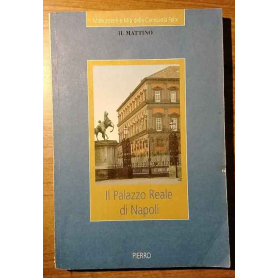 IL MATTINO
Il Palazzo Reale
di Napoli
PIERRO